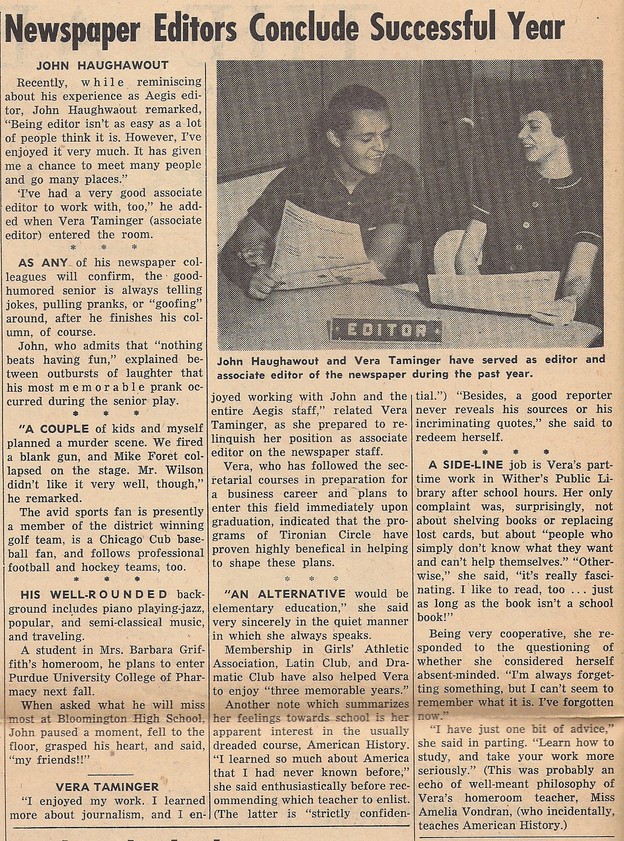 Newspaper Editors Conclude Successful Year
JOHN HAUGHAWOUT
Recently, while reminiscing
about his experience as Aegis edi-
tor, John Haughwaout remarked,
"Being editor isn't as easy as a lot
of people think it is. However, I've
enjoyed it very much. It has given
me a chance to meet many people
and go many places."
'I've had a very good associate
editor to work with, too," he add-
ed when Vera Taminger (associate
editor) entered the room.
* * *
AS ANY of his newspaper col-
leagues will confirm, the good-
humored senior is always telling
jokes, pulling pranks, or "goofing"
around, after he finishes his col-
umn, of course.
John, who admits that "nothing
beats having fun," explained be-
tween outbursts of laughter that
his most memorable prank oc-
curred during the senior play.
* * *
"A COUPLE of kids and myself
planned a murder scene. We fired
a blank gun, and Mike Foret col-
lapsed on the stage. Mr. Wilson
didn't like it very well, though,"
he remarked.
The avid sports fan is presently
a member of the district winning
golf team, is a Chicago Cub base-
ball fan, and follows professional
football and hockey teams, too.
* * *
HIS WELL-ROUNDED back-
ground includes piano playing-jazz,
popular, and semi-classical music,
and traveling.
A student in Mrs. Barbara Grif-
fith's homeroom, he plans to enter
Purdue University College of Phar-
macy next fall.
When asked what he will miss
most at Bloomington High School,
John paused a moment, fell to the
floor, grasped his heart, and said,
"my friends!!"
VERA TAMINGER
"I enjoyed my work. I learned
more about journalism, and I en-
EDITOR
John Haughawout and Vera Taminger have served as editor and
associate editor of the newspaper during the past year.
joyed working with John and the
entire Aegis staff," related Vera
Taminger, as she prepared to re-
linquish her position as associate
editor on the newspaper staff.
Vera, who has followed the sec-
retarial courses in preparation for
a business career and plans to
enter this field immediately upon
graduation, indicated that the pro-
grams of Tironian Circle have
proven highly benefical in helping
to shape these plans.
* * *
"AN ALTERNATIVE would be
elementary education," she said
very sincerely in the quiet manner
in which she always speaks.
Membership in Girls' Athletic
Association, Latin Club, and Dra-
matic Club have also helped Vera
to enjoy "three memorable years."
Another note which summarizes
her feelings towards school is her
apparent interest in the usually
dreaded course, American History.
"I learned so much about America
that I had never known before,"
she said enthusiastically before rec-
ommending which teacher to enlist.
(The latter is "strictly confiden-
tial.") "Besides, a good reporter
never reveals his sources or his
incriminating quotes," she said to
redeem herself.
* * *
A SIDE-LINE job is Vera's part-
time work in Wither's Public Li-
brary after school hours. Her only
complaint was, surprisingly, not
about shelving books or replacing
lost cards, but about "people who
simply don't know what they want
and can't help themselves." "Other-
wise," she said, "it's really fasci-
nating. I like to read, too ... just
as long as the book isn't a school
book!"
Being very cooperative, she re-
sponded to the questioning of
whether she considered herself
absent-minded. "I'm always forget-
ting something, but I can't seem to
remember what it is. I've forgotten
now."
"I have just one bit of advice,"
she said in parting. "Learn how to
study, and take your work more
seriously." (This was probably an
echo of well-meant philosophy of
Vera's homeroom teacher, Miss
Amelia Vondran, (who incidentally,
teaches American History.)